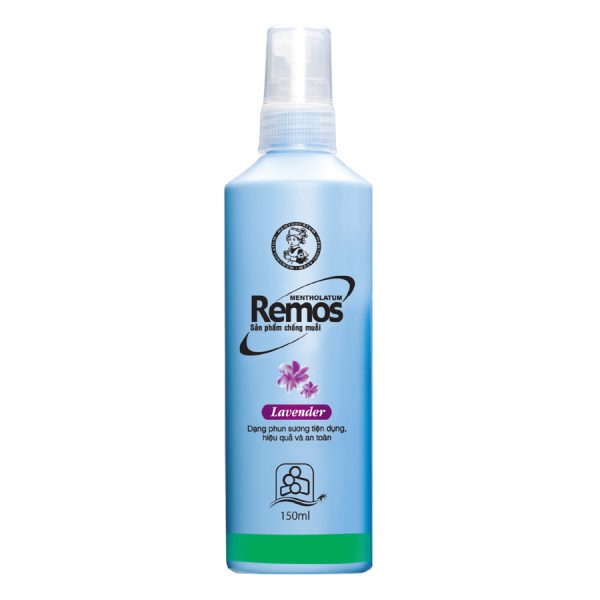 MENTHOLATUM
Remos
Sản phẩm chống muỗi
Lavender
Dạng phun sương tiện dụng,
hiệu quả và an toàn
150ml